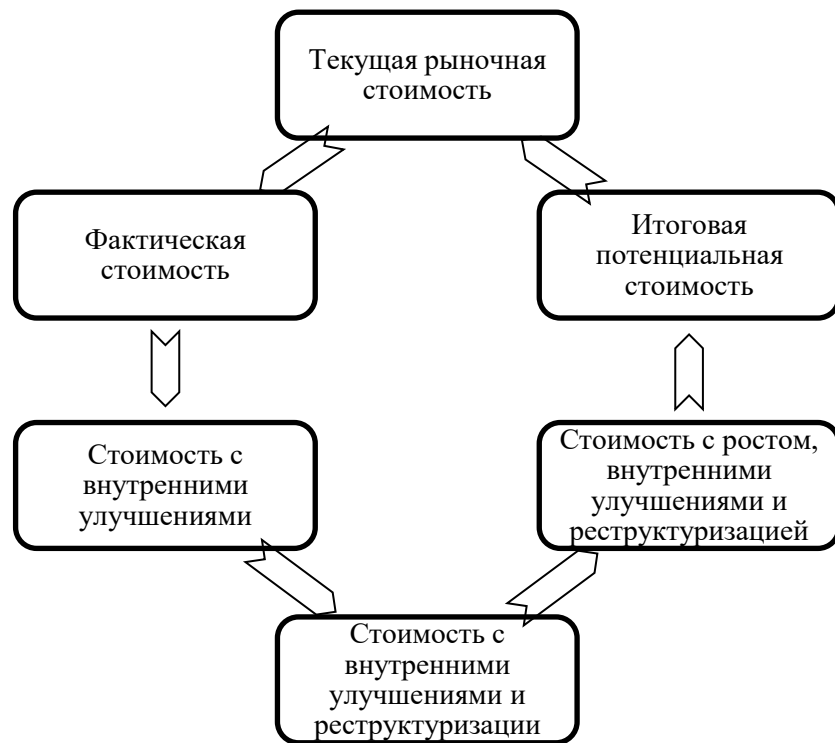 Текущая рыночная
стоимость
Фактическая
стоимость
Итоговая
потенциальная
стоимость
Стоимость с
внутренними
улучшениями
Стоимость с ростом,
внутренними
улучшениями и
реструктуризацией
Стоимость с
внутренними
улучшениями и
реструктуризации